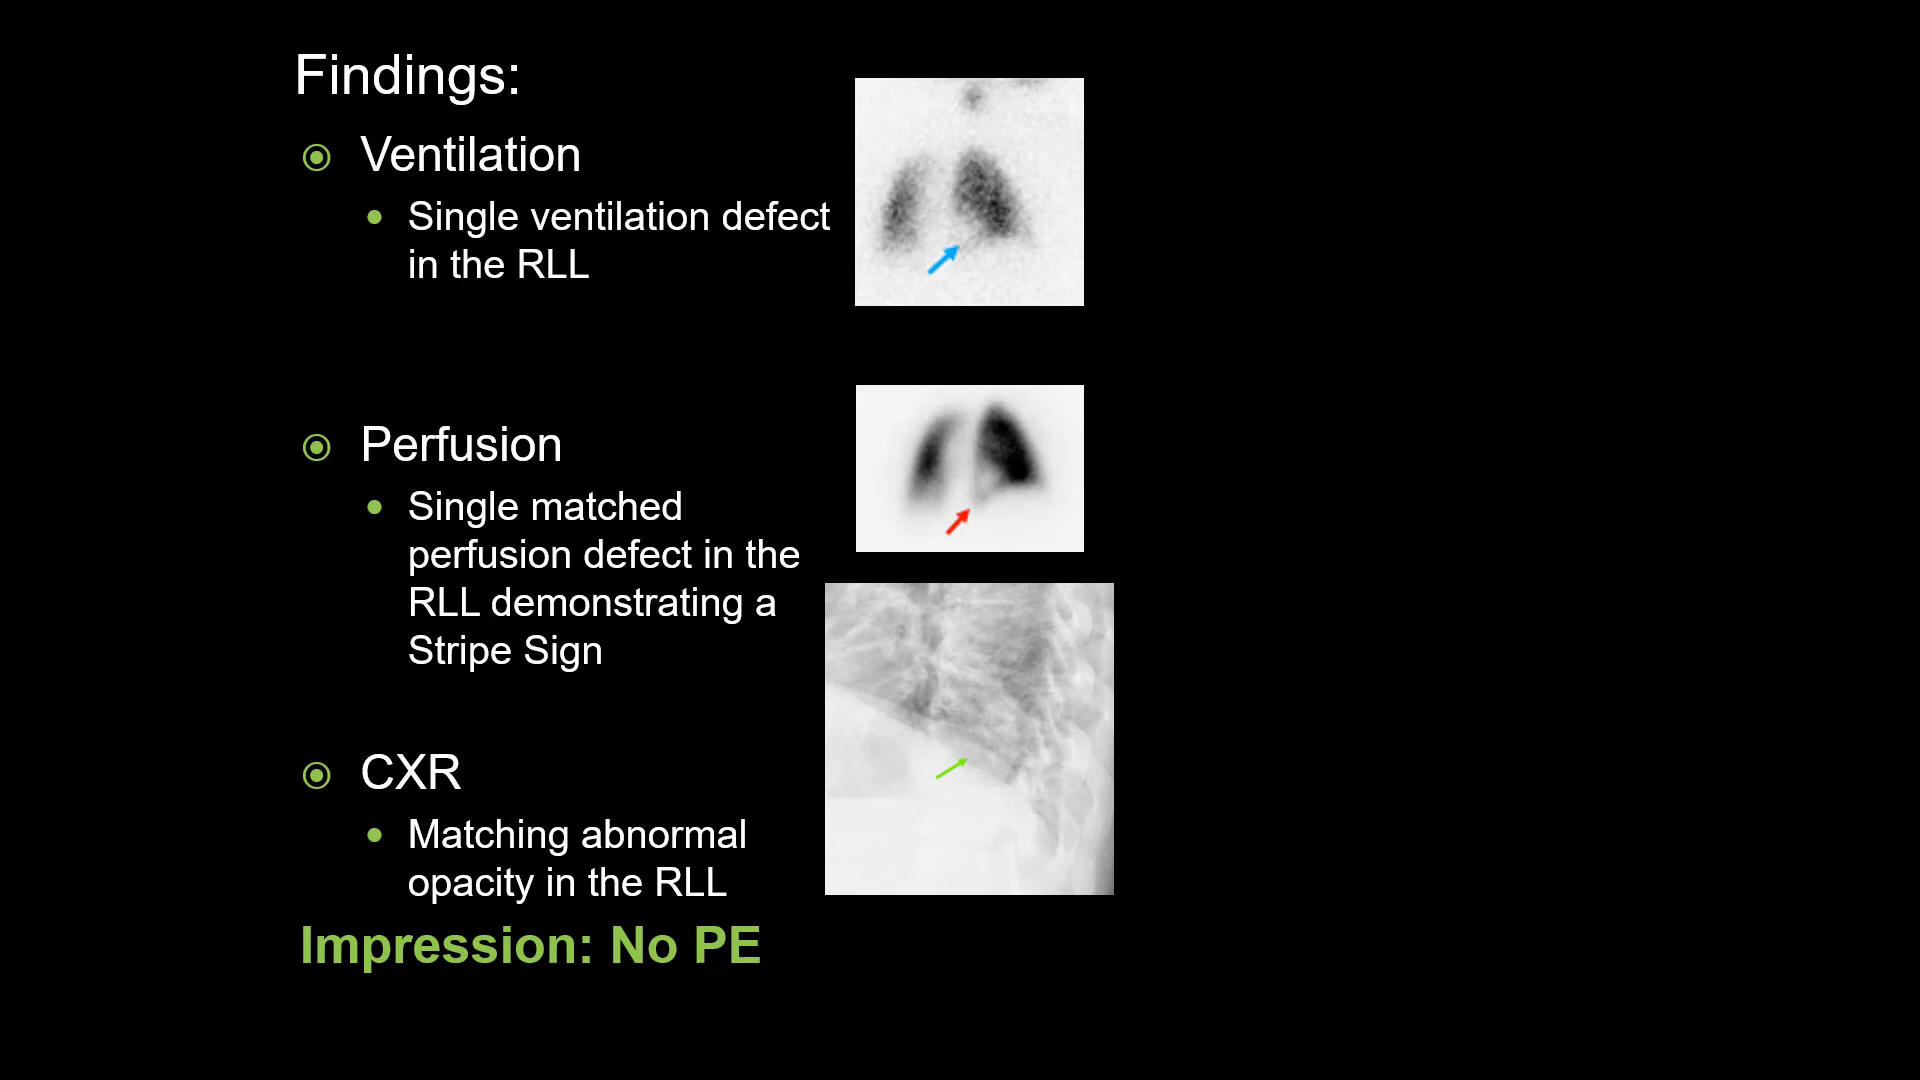 Findings:
Ventilation
Single ventilation defect
in the RLL
Perfusion
Single matched
perfusion defect in the
RLL demonstrating a
Stripe Sign
CXR
Matching abnormal
opacity in the RLL
Impression: No PE